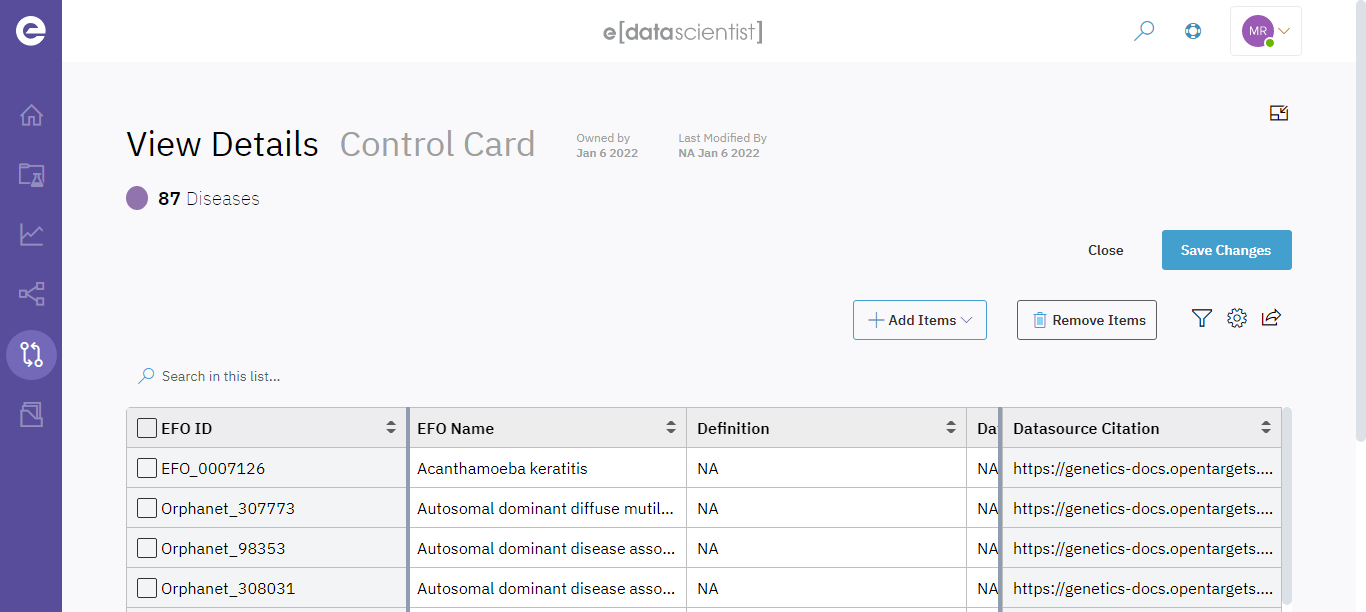 e
e[datascientist]
MR
View Details Control Card
Owned by
Jan 6 2022
Last Modified By
NA Jan 6 2022
87 Diseases
Close
Save Changes
Add Items
Remove Items
Search in this list...
EFO ID EFO Name Definition Da Datasource Citation
EFO_0007126 Acanthamoeba keratitis NA NA https://genetics-docs.opentargets....
Orphanet_307773 Autosomal dominant diffuse mutil... NA NA https://genetics-docs.opentargets....
Orphanet_98353 Autosomal dominant disease asso... NA NA https://genetics-docs.opentargets....
Orphanet_308031 Autosomal dominant disease asso... NA NA https://genetics-docs.opentargets....